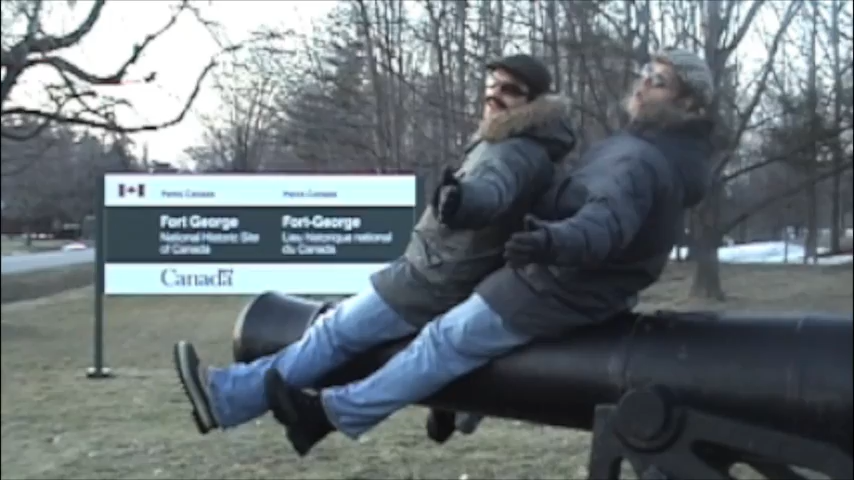 Parks Canada
Parcs Canada
Fort George
National Historic Site
of Canada
Fort-George
Lieu historique national
du Canada
Canada